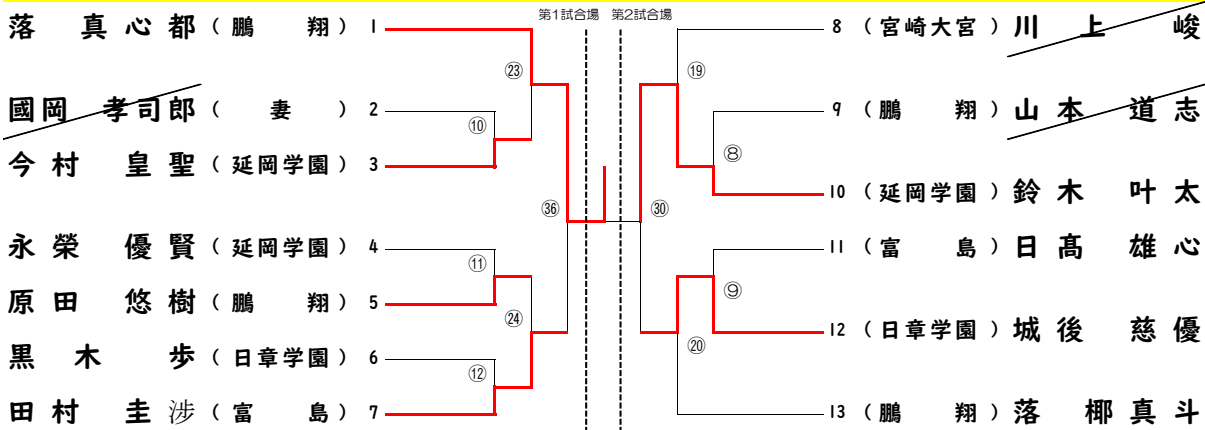 第1試合場 第2試合場
落 真心都 (鵬 翔) 1
國岡 孝司郎 (妻) 2
今村 皇聖 (延岡学園) 3
永榮 優賢 (延岡学園) 4
原田 悠樹 (鵬 翔) 5
黒木 歩 (日章学園) 6
田村 圭渉 (富 島) 7
㉓
⑩
⑪
㉔
⑫
㊱
㉚
⑲
⑧
⑨
⑳
8 (宮崎大宮) 川上 峻
9 (鵬 翔) 山本 道志
10 (延岡学園) 鈴木 叶太
11 (富 島) 日髙 雄心
12 (日章学園) 城後 慈優
13 (鵬 翔) 落 椰真斗